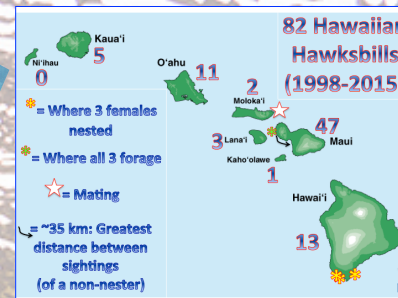 82 Hawaiian
Hawksbills
(1998-2015
Kaua'i
5
Ni'ihau
0
O'ahu
11
2
Moloka'i
47
Maui
3
Lana'i
Kaho'olawe
1
Hawai'i
13
= Where 3 females
nested
= Where all 3 forage
= Mating
= ~35 km: Greatest
distance between
sightings
(of a non-nester)